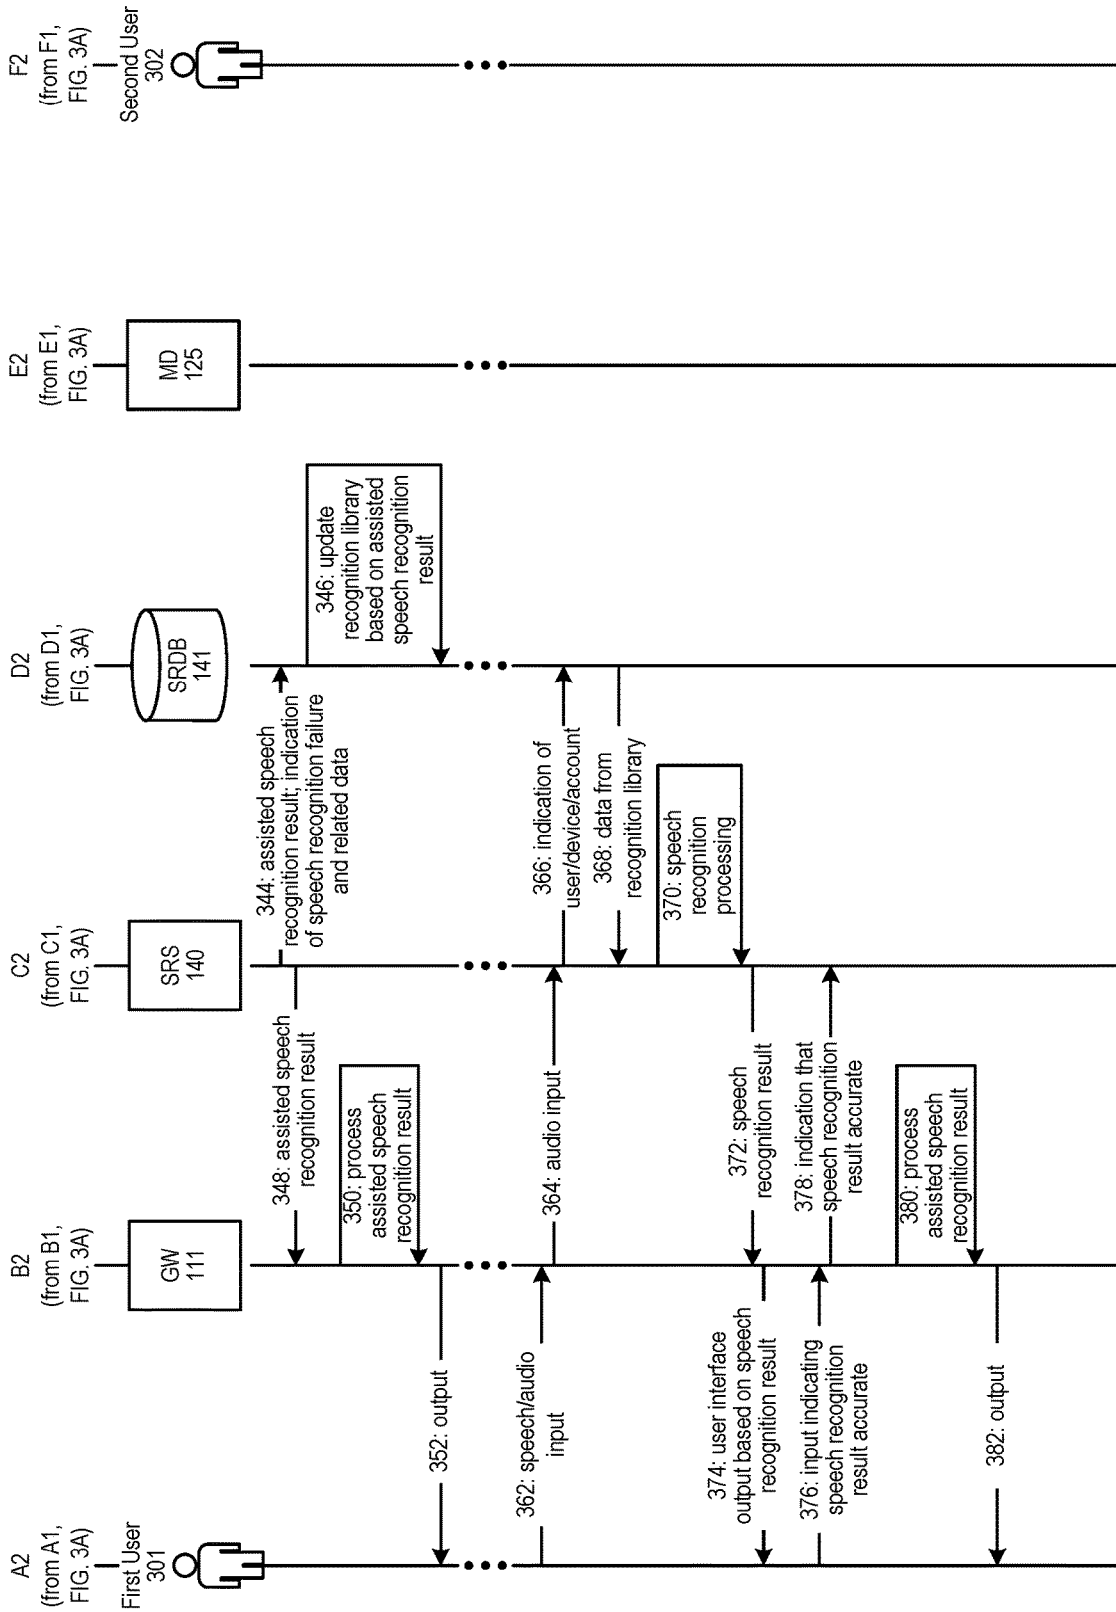 A2
(from A1,
FIG. 3A)
First User
301
B2
(from B1,
FIG. 3A)
GW
111
C2
(from C1,
FIG. 3A)
SRS
140
D2
(from D1,
FIG. 3A)
SRDB
141
E2
(from E1,
FIG. 3A)
MD
125
F2
(from F1,
FIG. 3A)
Second User
302
344: assisted speech
recognition result; indication
of speech recognition failure
and related data
346: update
recognition library
based on assisted
speech recognition
result
348: assisted speech
recognition result
350: process
assisted speech
recognition result
352: output
362: speech/audio
input
364: audio input
366: indication of
user/device/account
368: data from
recognition library
370: speech
recognition
processing
372: speech
recognition result
374: user interface
output based on speech
recognition result
376: input indicating
speech recognition
result accurate
378: indication that
speech recognition
result accurate
380: process
assisted speech
recognition result
382: output